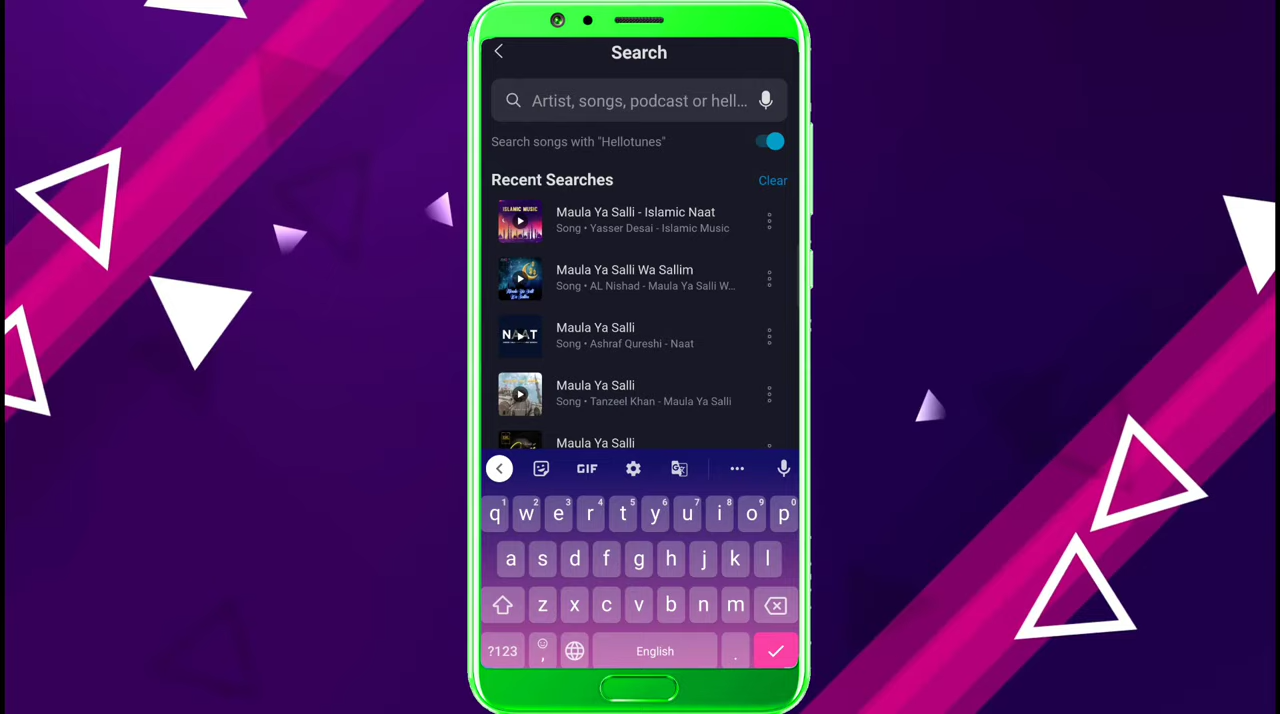 Search
Artist, songs, podcast or hell...
Search songs with "Hellotunes"
Recent Searches
Clear
ISLAMIC MUSIC
Maula Ya Salli - Islamic Naat
Song • Yasser Desai - Islamic Music
Maula Ya Salli Wa Sallim
Song • AL Nishad - Maula Ya Salli W...
NAAT
Maula Ya Salli
Song • Ashraf Qureshi - Naat
Maula Ya Salli
Song • Tanzeel Khan - Maula Ya Salli
Maula Ya Salli
GIF
1 2 3 4 5 6 7 8 9 0
q w e r t y u i o p
a s d f g h j k l
z x c v b n m
?123 , English .